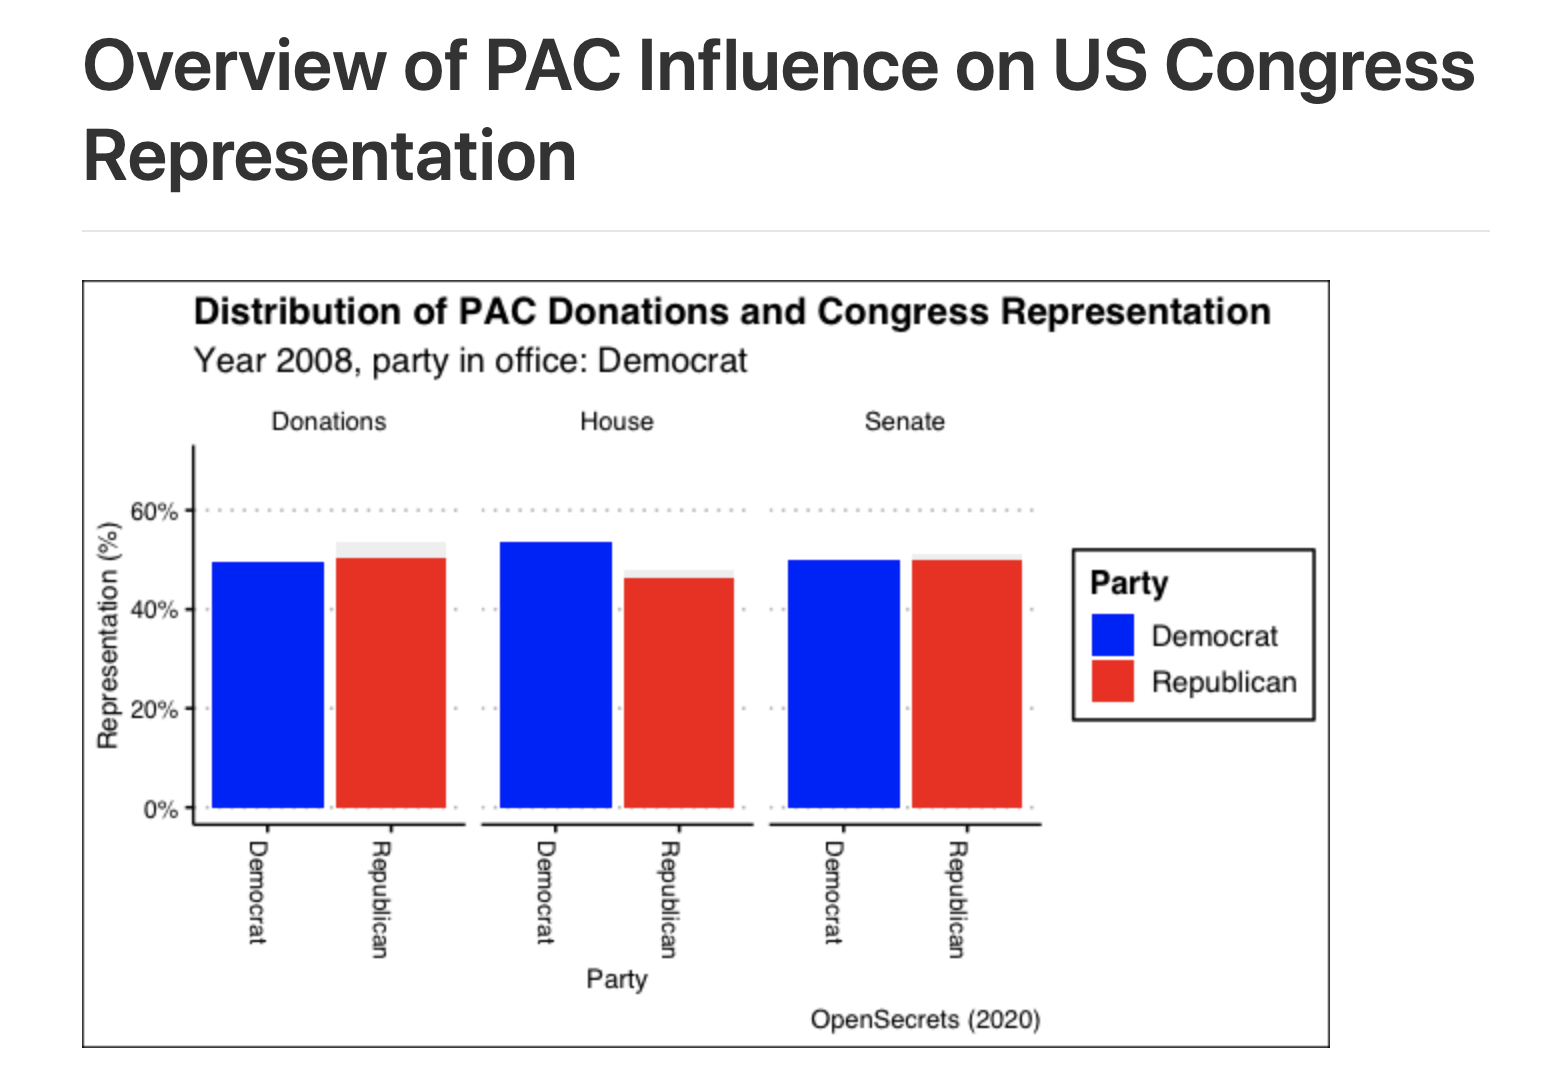 Overview of PAC Influence on US Congress
Representation
Distribution of PAC Donations and Congress Representation
Year 2008, party in office: Democrat
Donations House Senate
Representation (%)
60%
40%
20%
0%
Democrat Republican Democrat Republican Democrat Republican
Party
Party
Democrat
Republican
OpenSecrets (2020)